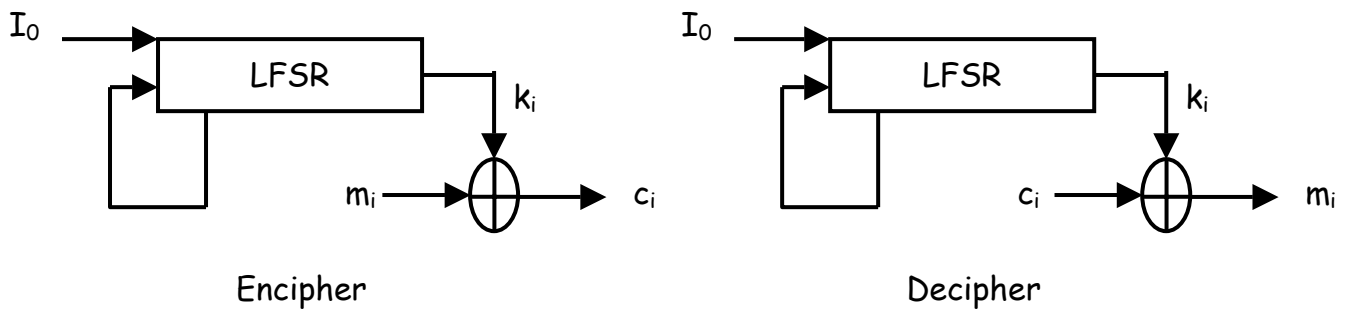 I₀
LFSR
kᵢ
mᵢ
cᵢ
Encipher
I₀
LFSR
kᵢ
cᵢ
mᵢ
Decipher